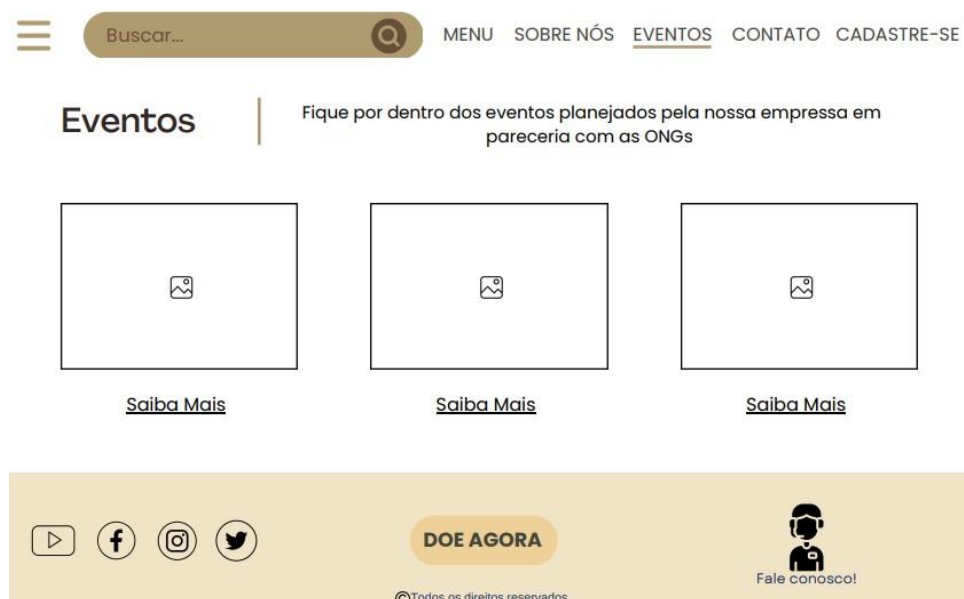 Buscar...
MENU SOBRE NÓS EVENTOS CONTATO CADASTRE-SE
Eventos
Fique por dentro dos eventos planejados pela nossa empressa em
pareceria com as ONGs
Saiba Mais
Saiba Mais
Saiba Mais
DOE AGORA
Fale conosco!
©Todos os direitos reservados